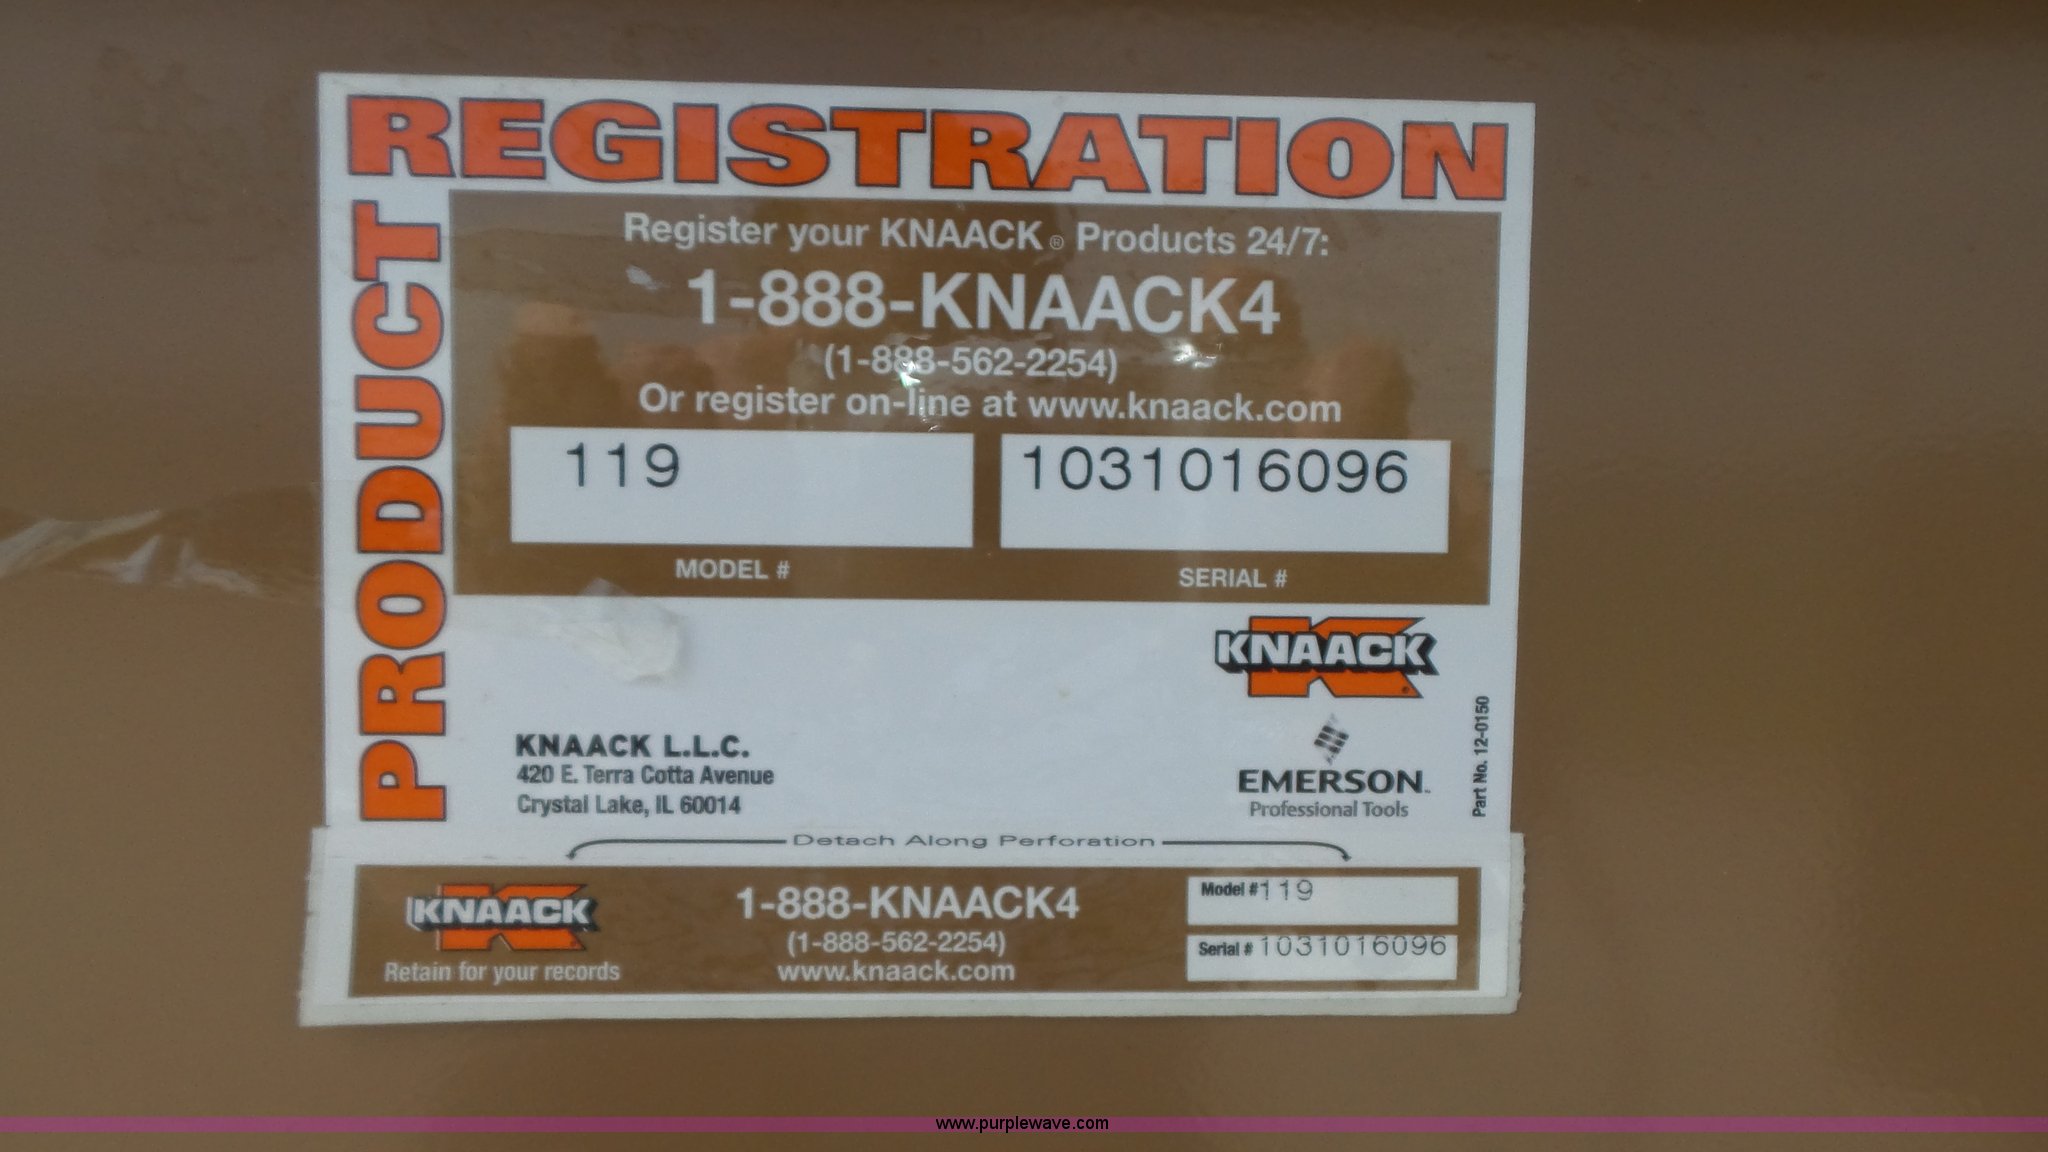 PRODUCT REGISTRATION
Register your KNAACK® Products 24/7:
1-888-KNAACK4
(1-888-562-2254)
Or register on-line at www.knaack.com
119
1031016096
MODEL #
SERIAL #
KNAACK
KNAACK L.L.C.
420 E. Terra Cotta Avenue
Crystal Lake, IL 60014
EMERSON™
Professional Tools
Part No. 12-0150
Detach Along Perforation
KNAACK
Retain for your records
1-888-KNAACK4
(1-888-562-2254)
www.knaack.com
Model #119
Serial # 1031016096
www.purplewave.com